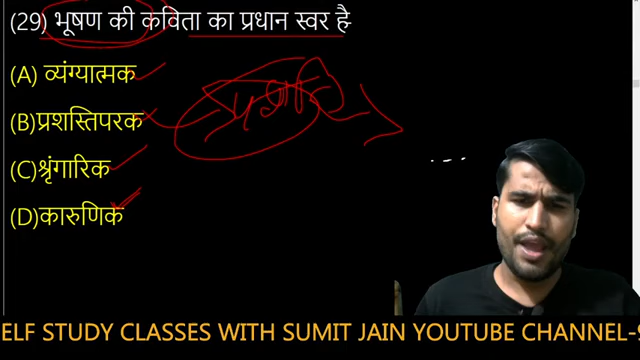 (29) भूषण की कविता का प्रधान स्वर है
(A) व्यंग्यात्मक
(B)प्रशस्तिपरक
(C)श्रृंगारिक
(D)कारुणिक
ELF STUDY CLASSES WITH SUMIT JAIN YOUTUBE CHANNEL-